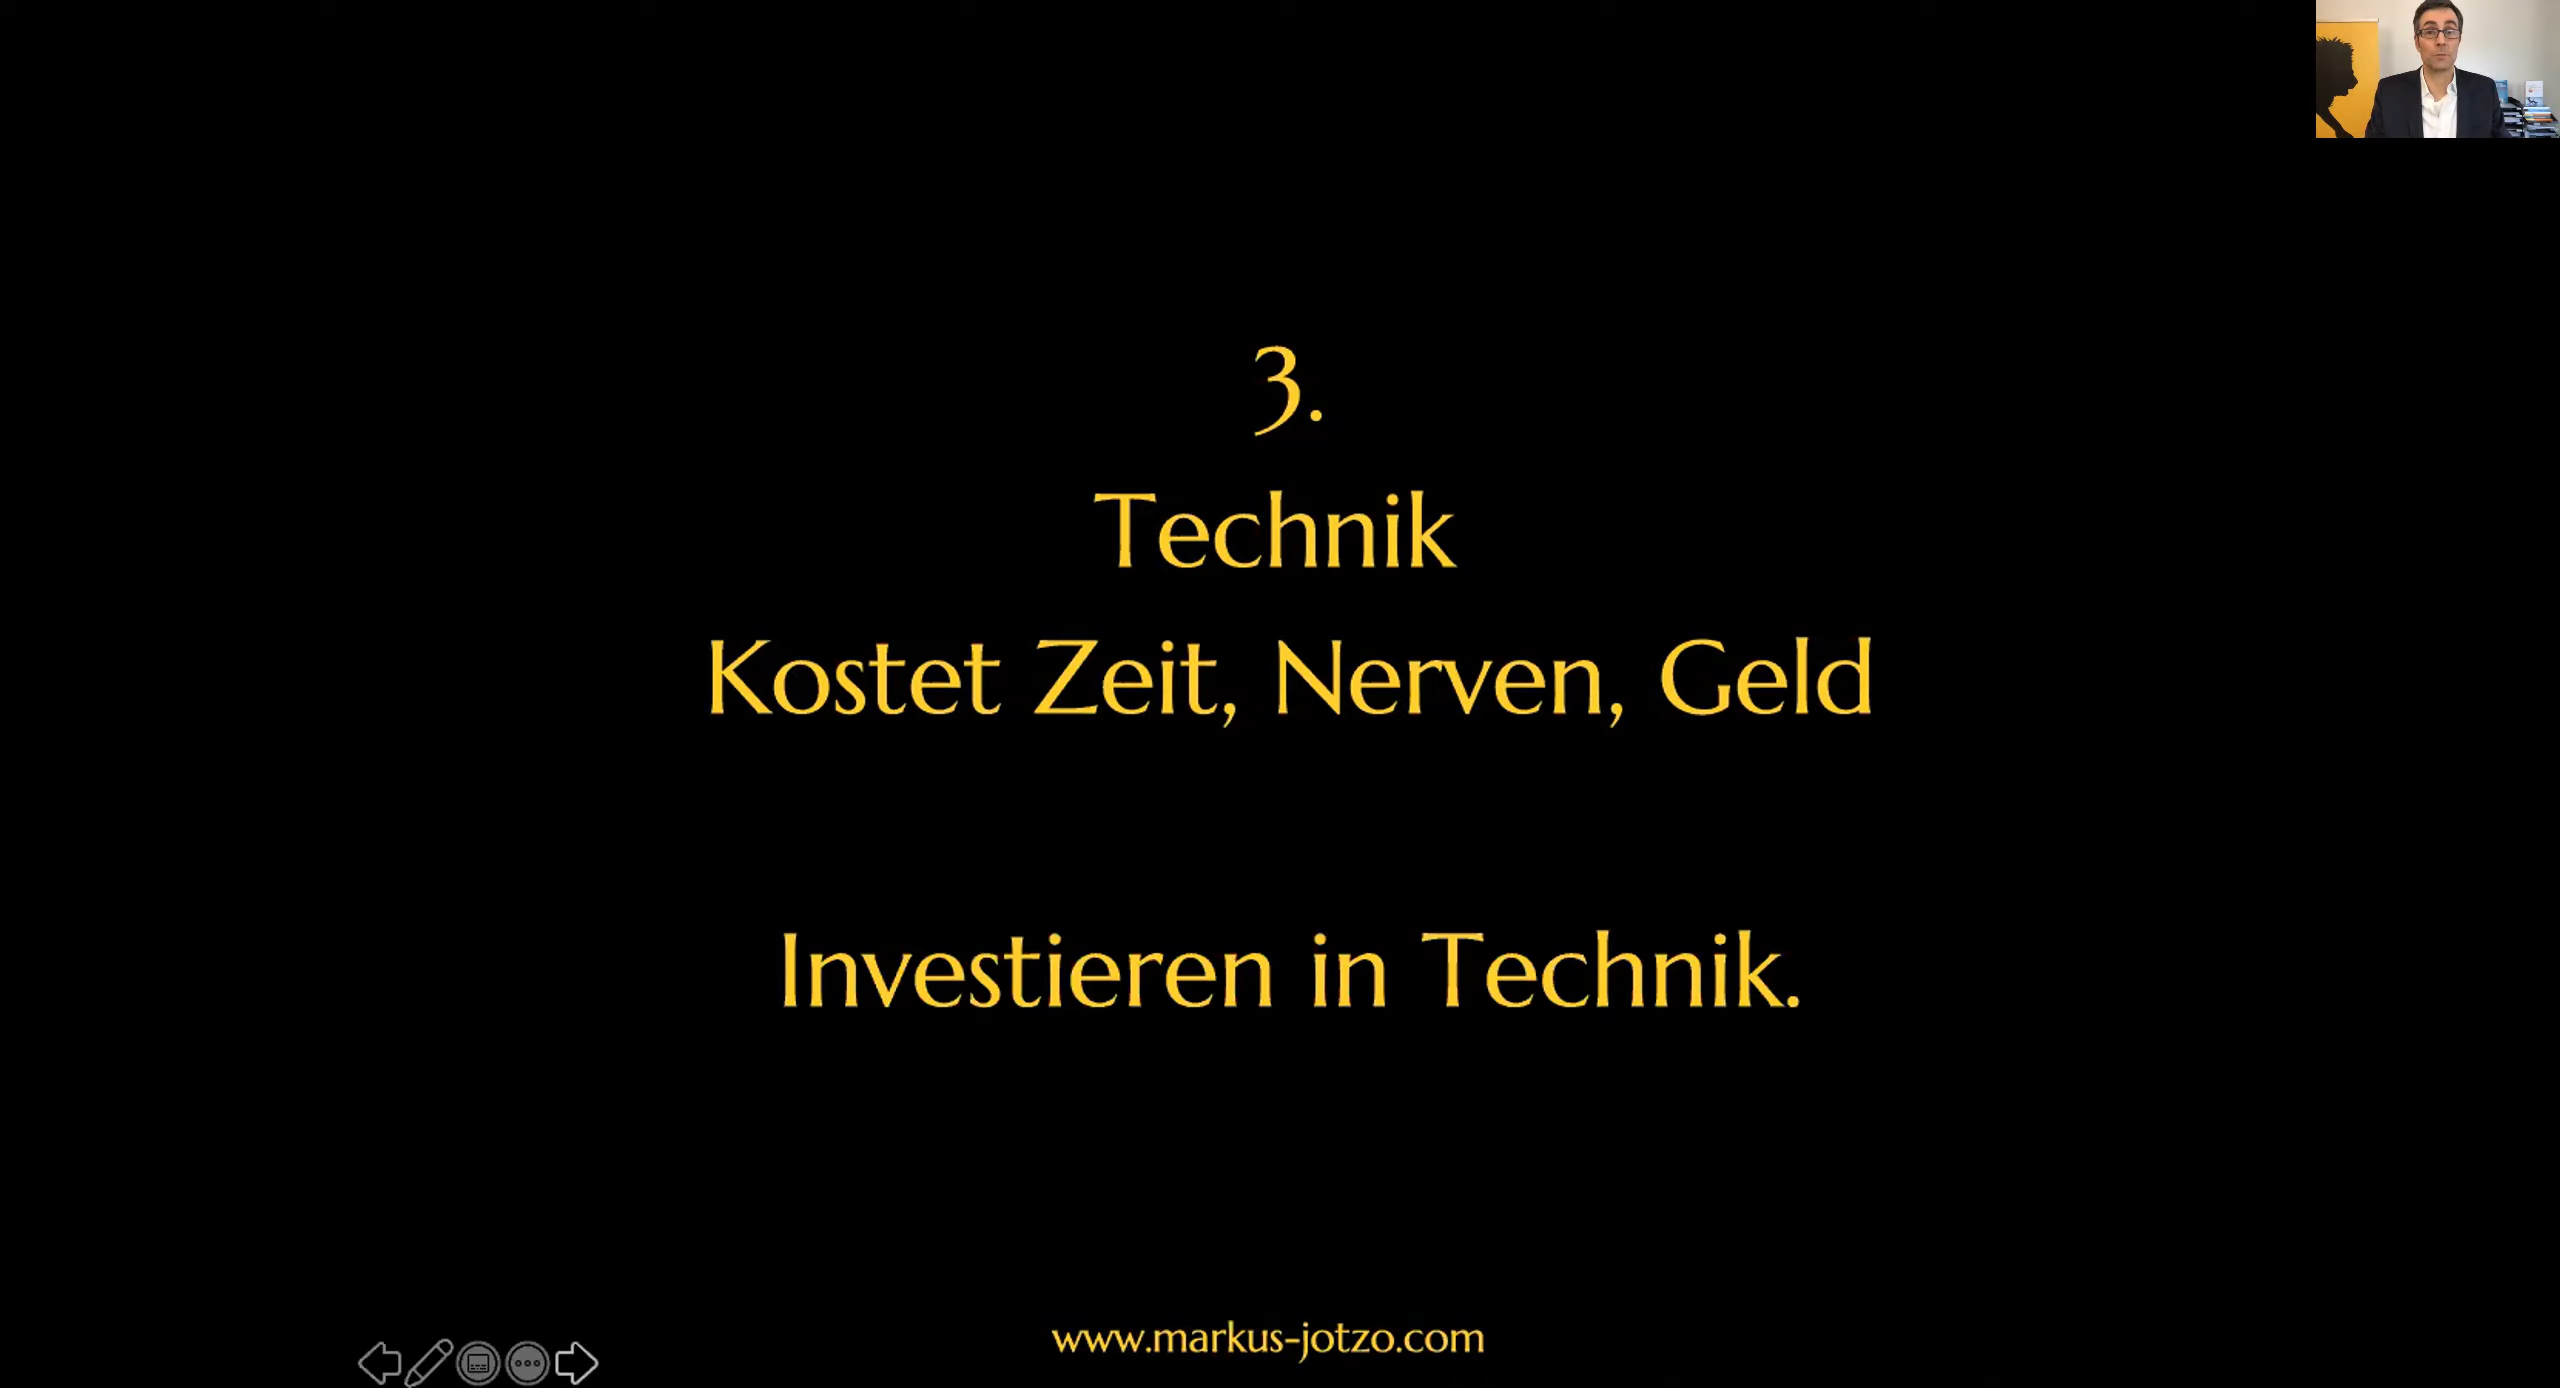 3.
Technik
Kostet Zeit, Nerven, Geld
Investieren in Technik.
www.markus-jotzo.com